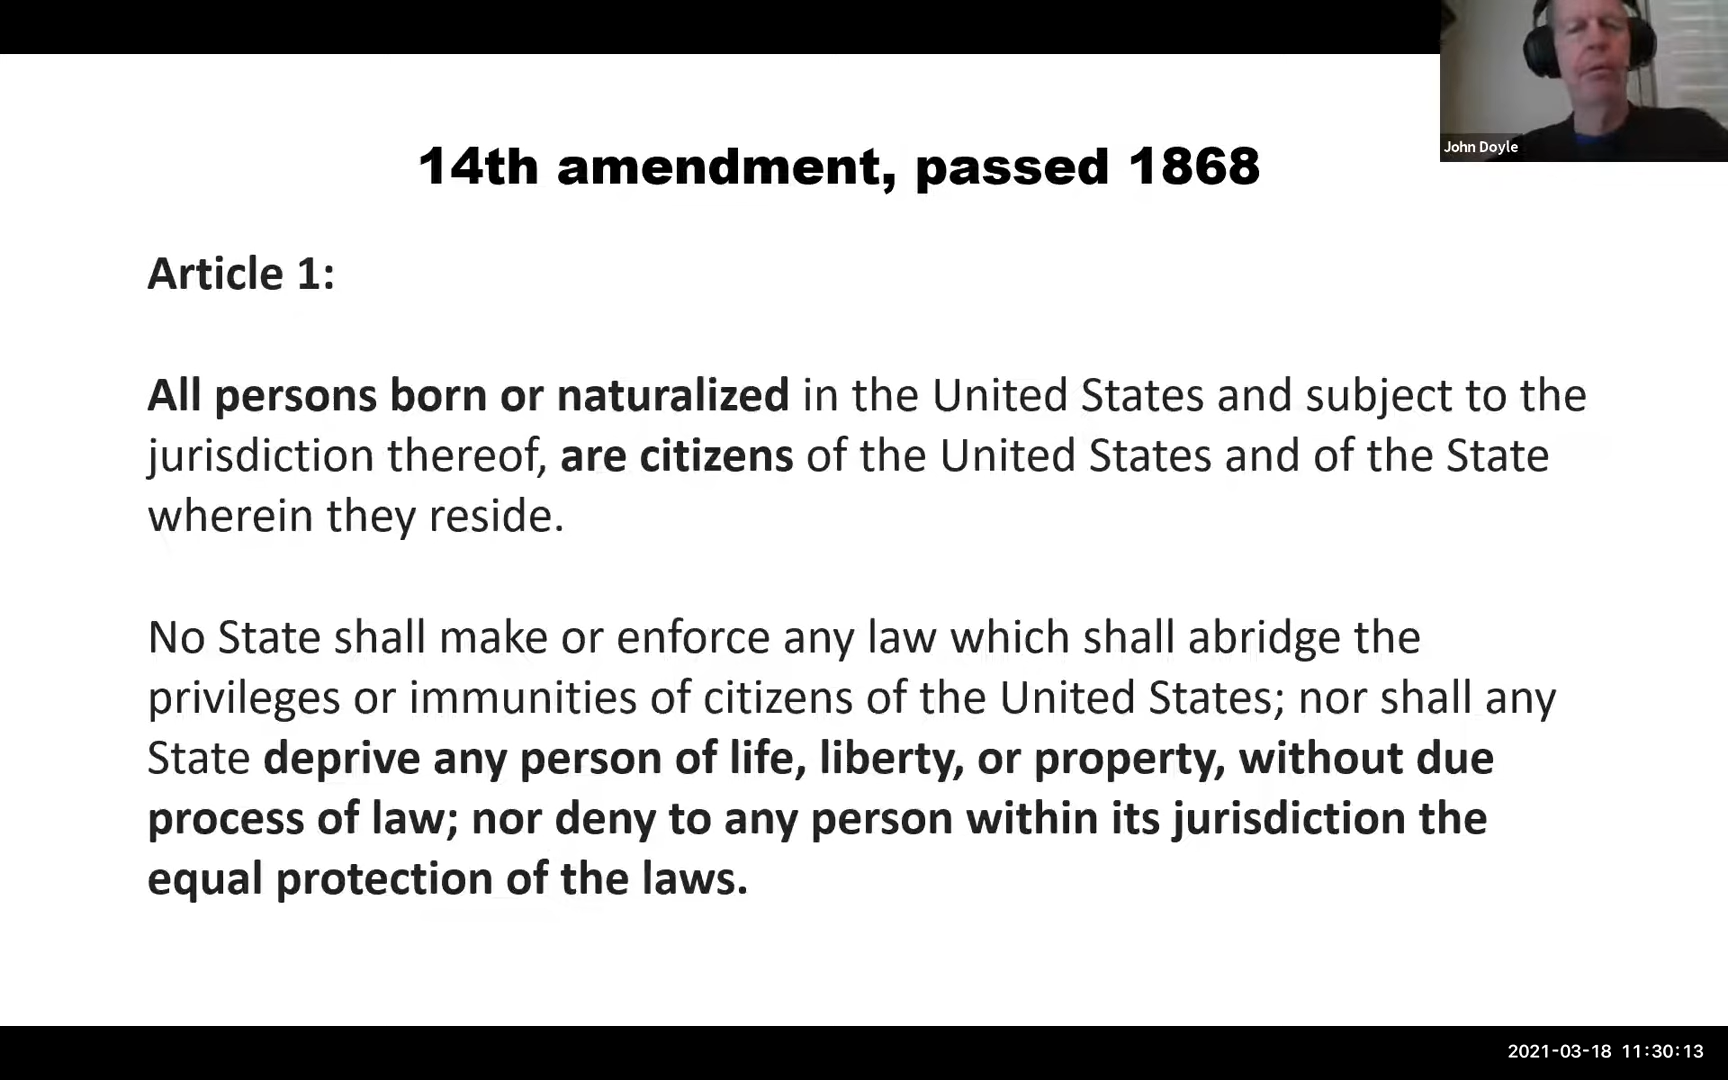 John Doyle
14th amendment, passed 1868
Article 1:
All persons born or naturalized in the United States and subject to the
jurisdiction thereof, are citizens of the United States and of the State
wherein they reside.
No State shall make or enforce any law which shall abridge the
privileges or immunities of citizens of the United States; nor shall any
State deprive any person of life, liberty, or property, without due
process of law; nor deny to any person within its jurisdiction the
equal protection of the laws.
2021-03-18 11:30:13